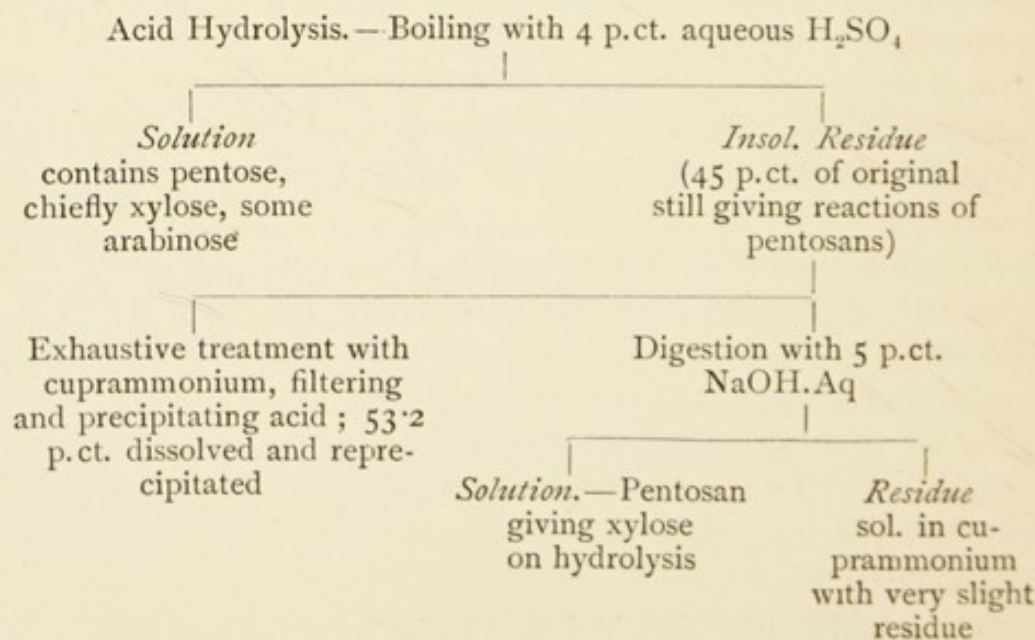 Acid Hydrolysis.—Boiling with 4 p.ct. aqueous H₂SO₄
Solution
contains pentose,
chiefly xylose, some
arabinose
Insol. Residue
(45 p.ct. of original
still giving reactions of
pentosans)
Exhaustive treatment with
cuprammonium, filtering
and precipitating acid ; 53·2
p.ct. dissolved and repre-
cipitated
Digestion with 5 p.ct.
NaOH.Aq
Solution.—Pentosan
giving xylose
on hydrolysis
Residue
sol. in cu-
prammonium
with very slight
residue